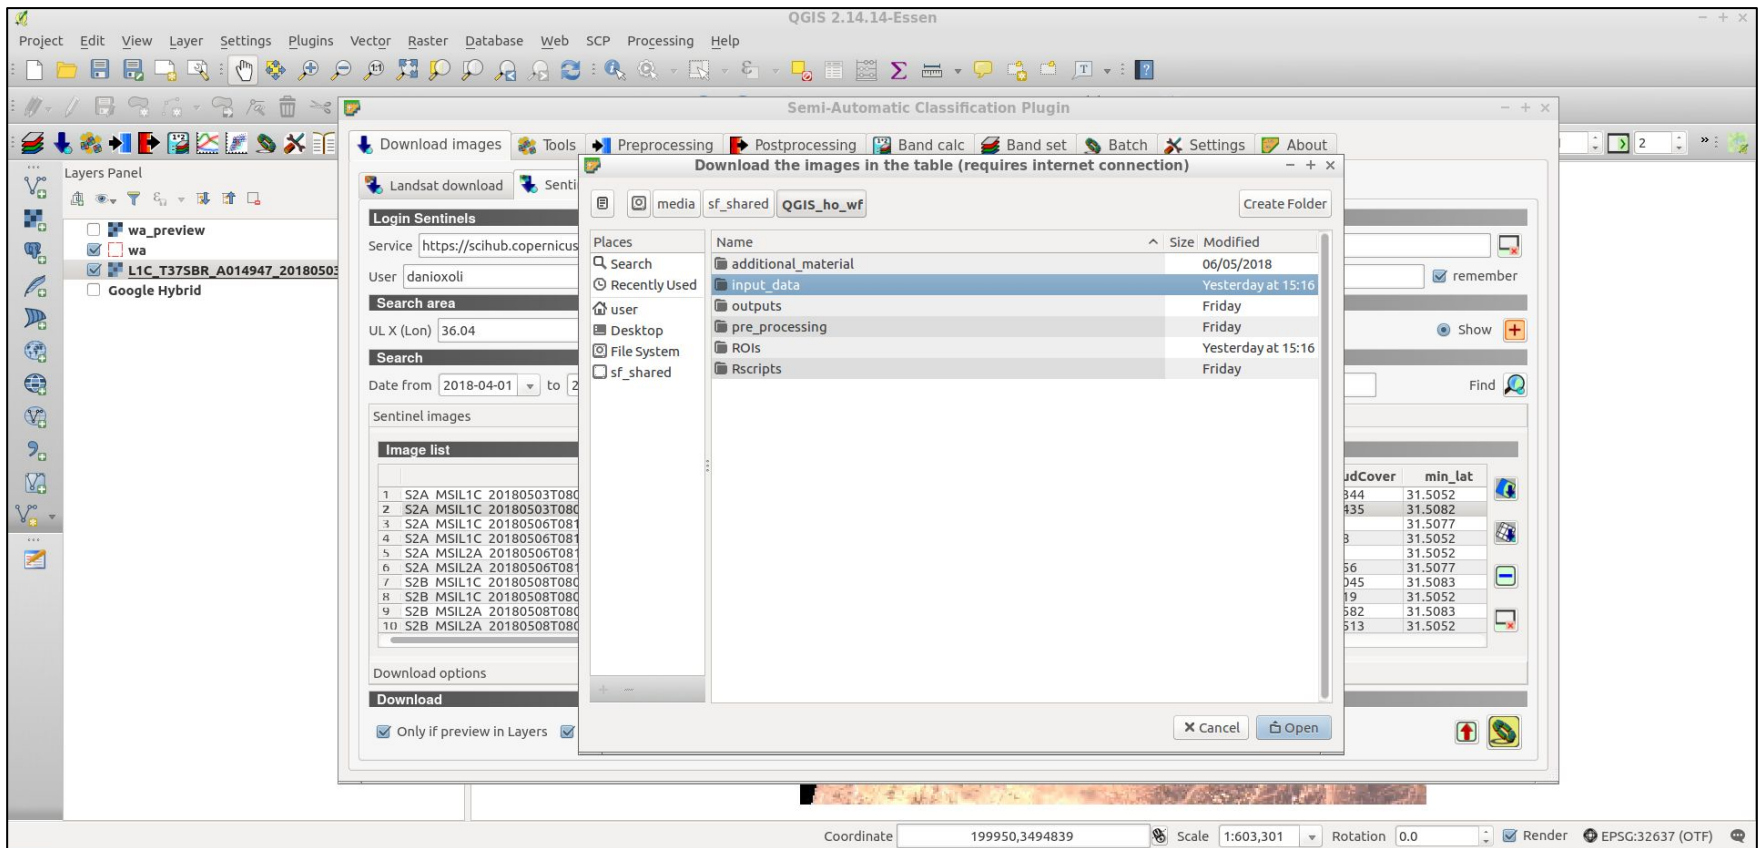 QGIS 2.14.14-Essen
Project Edit View Layer Settings Plugins Vector Raster Database Web SCP Processing Help
Semi-Automatic Classification Plugin
Download images Tools Preprocessing Postprocessing Band calc Band set Batch Settings About
2
Layers Panel
wa_preview
wa
L1C_T37SBR_A014947_20180503
Google Hybrid
Landsat download Senti
Login Sentinels
Service https://scihub.copernicus
User danioxoli
remember
Search area
UL X (Lon) 36.04
Show
Search
Date from 2018-04-01 to 2
Find
Sentinel images
Image list
udCover min_lat
1 S2A MSIL1C 20180503T080 344 31.5052
2 S2A MSIL1C 20180503T080 435 31.5082
3 S2A MSIL1C 20180506T081 31.5077
4 S2A MSIL1C 20180506T081 3 31.5052
5 S2A MSIL2A 20180506T081 31.5052
6 S2A MSIL2A 20180506T081 56 31.5077
7 S2B MSIL1C 20180508T080 045 31.5083
8 S2B MSIL1C 20180508T080 19 31.5052
9 S2B MSIL2A 20180508T080 582 31.5083
10 S2B MSIL2A 20180508T080 513 31.5052
Download options
Download
Only if preview in Layers
Download the images in the table (requires internet connection)
media sf_shared QGIS_ho_wf Create Folder
Places Name Size Modified
Search
Recently Used
user
Desktop
File System
sf_shared
additional_material 06/05/2018
input_data Yesterday at 15:16
outputs Friday
pre_processing Friday
ROIs Yesterday at 15:16
Rscripts Friday
Cancel Open
Coordinate 199950,3494839 Scale 1:603,301 Rotation 0.0 Render EPSG:32637 (OTF)